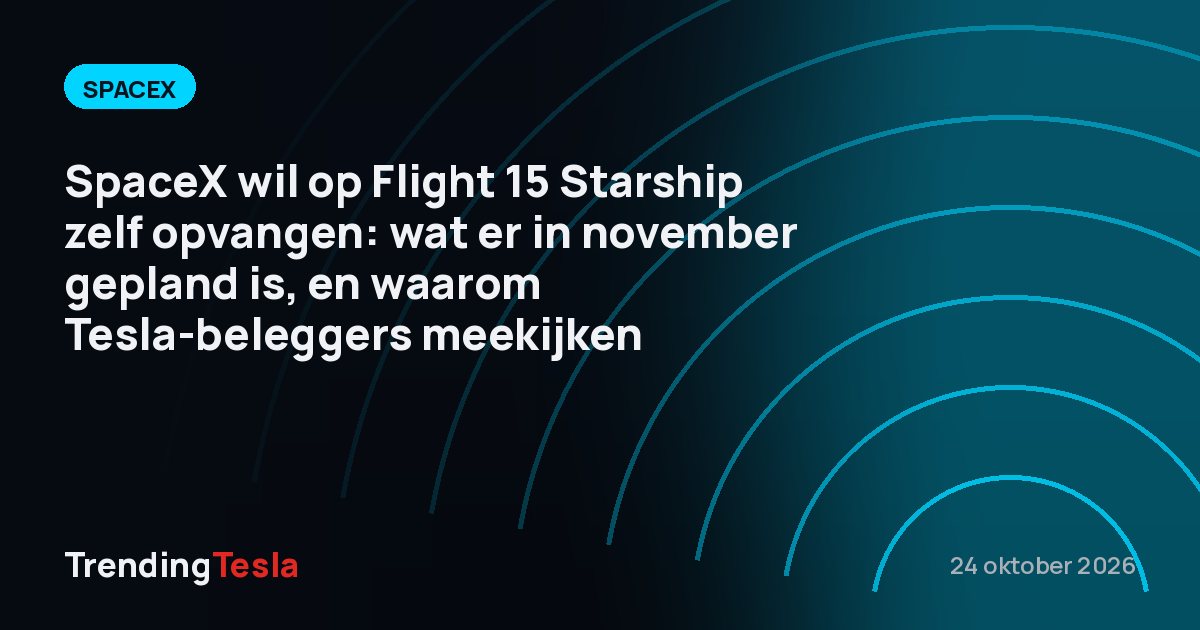 SPACEX
SpaceX wil op Flight 15 Starship
zelf opvangen: wat er in november
gepland is, en waarom
Tesla-beleggers meekijken
TrendingTesla
24 oktober 2026